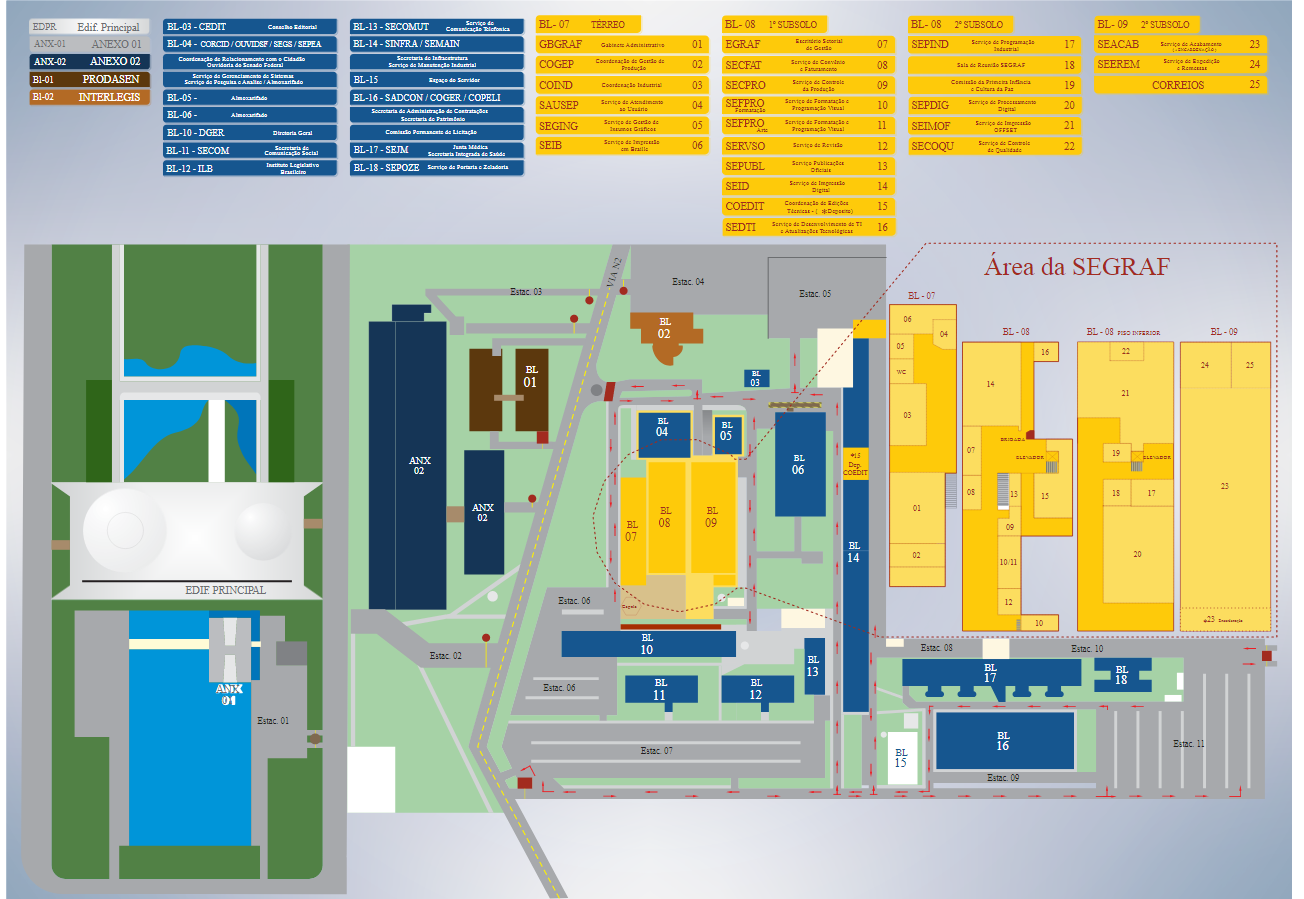 EDPR Edif. Principal
ANX-01 ANEXO 01
ANX-02 ANEXO 02
B1-01 PRODASEN
B1-02 INTERLEGIS
BL-03 - CEDIT Conselho Editorial
BL-04 - CORCID / OUVIDSF / SEGS / SEPEA
Coordenação de Relacionamento com o Cidadão
Ouvidoria do Senado Federal
Serviço de Gerenciamento de Sistemas
Serviço de Pesquisa e Analise / Almoxarifado
BL-05 - Almoxarifado
BL-06 - Almoxarifado
BL-10 - DGER Diretoria Geral
BL-11 - SECOM Secretaria de
Comunicação Social
BL-12 - ILB Instituto Legislativo
Brasileiro
BL-13 - SECOMUT Serviço de
Comunicação Telefonica
BL-14 - SINFRA / SEMAIN
Secretaria de Infraestrutura
Serviço de Manutenção Industrial
BL-15 Espaço do Servidor
BL-16 - SADCON / COGER / COPELI
Secretaria de Administração de Contratações
Secretaria de Patrimônio
Comissão Permanente de Licitação
BL-17 - SEJM Junta Médica
Secretaria Integrada de Saúde
BL-18 - SEPOZE Serviço de Portaria e Zeladoria
BL - 07 TÉRREO
GBGRAF Gabinete Administrativo 01
COGEP Coordenação de Gestão de
Produção 02
COIND Coordenação Industrial 03
SAUSEP Serviço de Atendimento
ao Usuário 04
SEGING Serviço de Gestão de
Insumos Gráficos 05
SEIB Serviço de Impressão
em Braille 06
BL - 08 1º SUBSOLO
EGRAF Escritório Setorial
de Gestão 07
SECFAT Serviço de Convênio
e Faturamento 08
SECPRO Serviço de Controle
da Produção 09
SEFPRO Formatação Serviço de Formatação e
Programação Visual 10
SEFPRO Arte Serviço de Formatação e
Programação Visual 11
SERVSO Serviço de Revisão 12
SEPUBL Serviço Publicações
Oficiais 13
SEID Serviço de Impressão
Digital 14
COEDIT Coordenação de Edições
Técnicas - ( *Deposito) 15
SEDTI Serviço de Desenvolvimento de TI
e Atualizações Tecnológicas 16
BL - 08 2º SUBSOLO
SEPIND Serviço de Programação
Industrial 17
Sala de Reunião SEGRAF 18
Comissão da Primeira Infância
e Cultura da Paz 19
SEPDIG Serviço de Processamento
Digital 20
SEIMOF Serviço de Impressão
OFFSET 21
SECOQU Serviço de Controle
de Qualidade 22
BL - 09 2º SUBSOLO
SEACAB Serviço de Acabamento 23
SEEREM Serviço de Expedição
e Remessas 24
CORREIOS 25
Área da SEGRAF
VIA N2
Estac. 03
Estac. 04
Estac. 05
BL
02
BL
01
BL
03
ANX
02
ANX
02
BL
04
BL
05
BL
06
BL
07
BL
08
BL
09
*15
Dep.
COEDIT
BL
14
EDIF PRINCIPAL
ANX
01
Estac. 01
Estac. 02
Estac. 06
BL
10
Estac. 06
BL
11
BL
12
BL
13
Estac. 07
Estac. 08
Estac. 10
BL
17
BL
18
BL
16
BL
15
Estac. 09
Estac. 11
BL - 07
06
04
05
WC
03
01
02
BL - 08
16
14
BRIGADA
ELEVADOR
07
08
13
15
09
10/11
12
10
BL - 08 PISO INFERIOR
22
21
19
ELEVADOR
18
17
20
BL - 09
24
25
23
*23